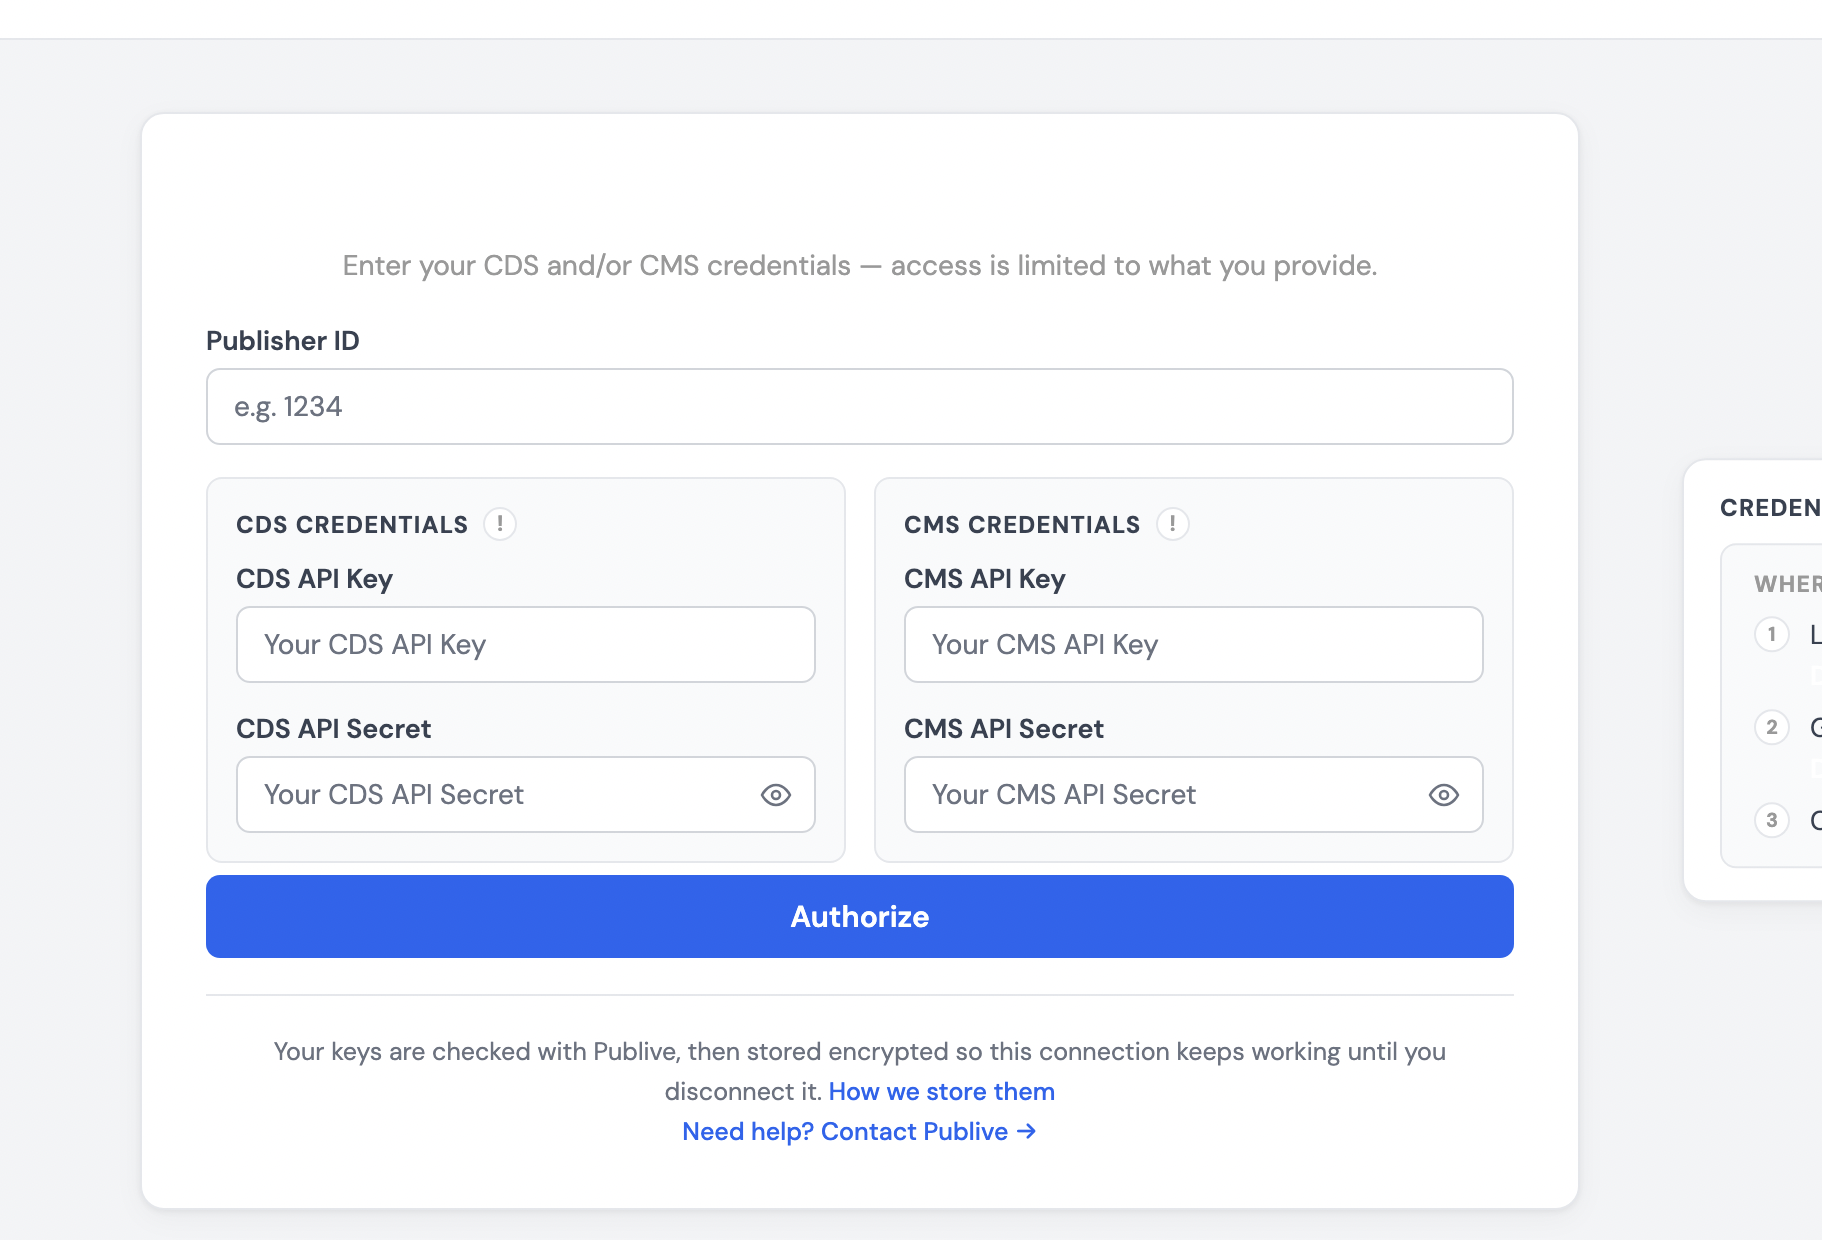 Enter your CDS and/or CMS credentials — access is limited to what you provide.
Publisher ID
e.g. 1234
CDS CREDENTIALS !
CDS API Key
Your CDS API Key
CDS API Secret
Your CDS API Secret
CMS CREDENTIALS !
CMS API Key
Your CMS API Key
CMS API Secret
Your CMS API Secret
Authorize
Your keys are checked with Publive, then stored encrypted so this connection keeps working until you
disconnect it. How we store them
Need help? Contact Publive →
1
2
3